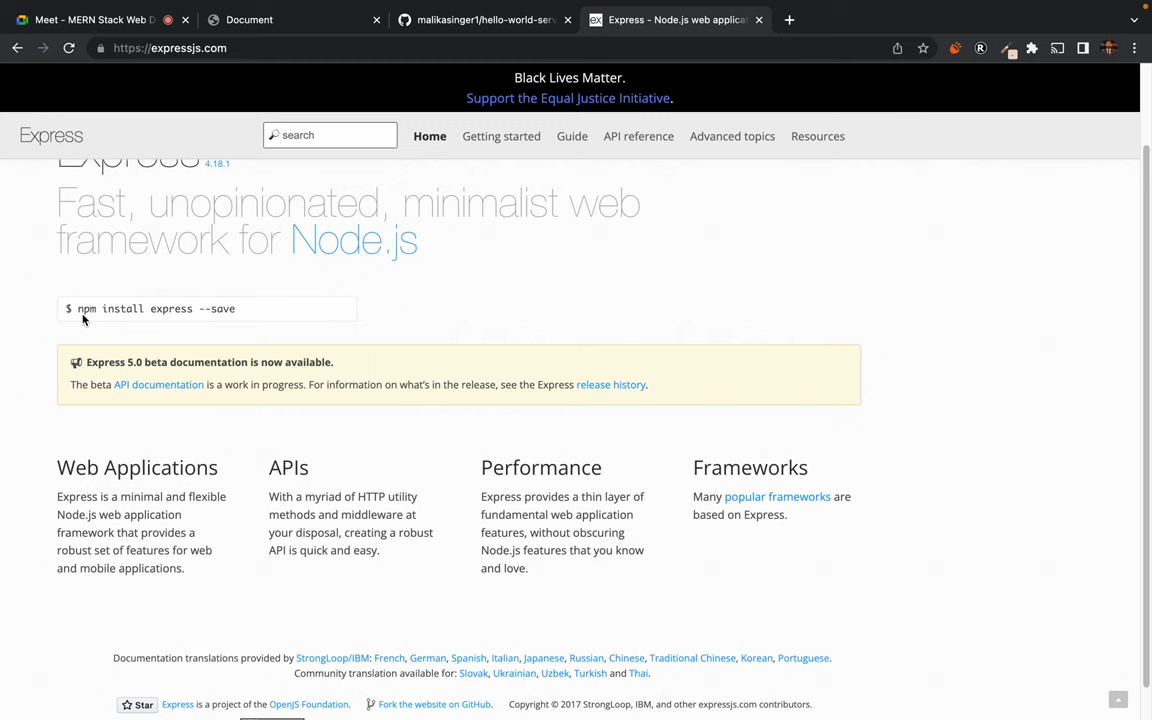 Meet - MERN Stack Web D
Document
malikasinger1/hello-world-serv
Express - Node.js web applicat
https://expressjs.com
Black Lives Matter.
Support the Equal Justice Initiative.
Express
search
Home
Getting started
Guide
API reference
Advanced topics
Resources
Express 4.18.1
Fast, unopinionated, minimalist web
framework for Node.js
$ npm install express --save
Express 5.0 beta documentation is now available.
The beta API documentation is a work in progress. For information on what's in the release, see the Express release history.
Web Applications
Express is a minimal and flexible
Node.js web application
framework that provides a
robust set of features for web
and mobile applications.
APIs
With a myriad of HTTP utility
methods and middleware at
your disposal, creating a robust
API is quick and easy.
Performance
Express provides a thin layer of
fundamental web application
features, without obscuring
Node.js features that you know
and love.
Frameworks
Many popular frameworks are
based on Express.
Documentation translations provided by StrongLoop/IBM: French, German, Spanish, Italian, Japanese, Russian, Chinese, Traditional Chinese, Korean, Portuguese.
Community translation available for: Slovak, Ukrainian, Uzbek, Turkish and Thai.
Star
Express is a project of the OpenJS Foundation.
Fork the website on GitHub.
Copyright © 2017 StrongLoop, IBM, and other expressjs.com contributors.